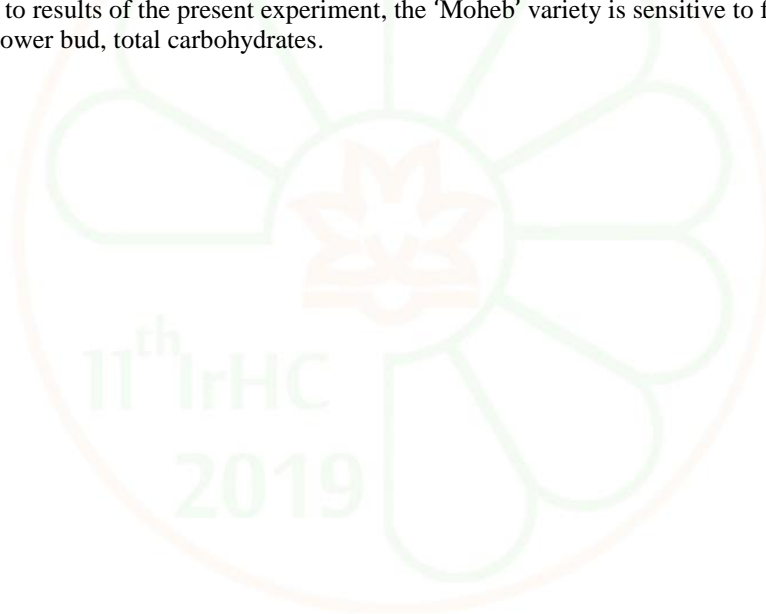 to results of the present experiment, the ‘Moheb’ variety is sensitive to
ower bud, total carbohydrates.
11th IrHC
2019